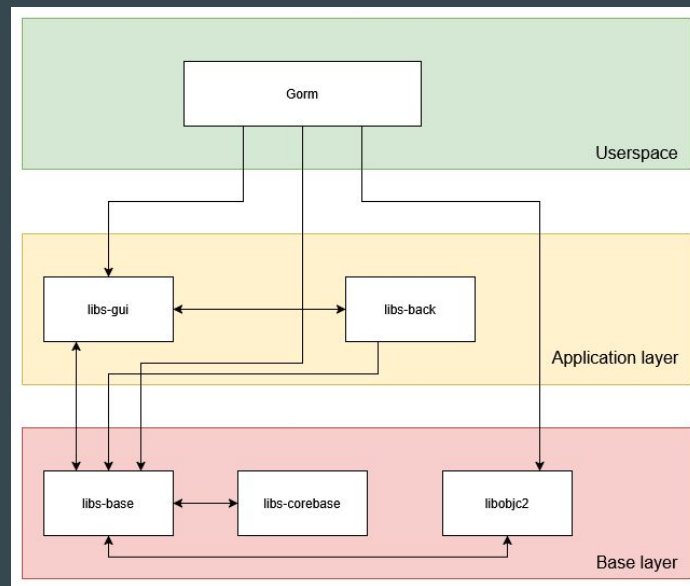 Gorm
Userspace
libs-gui
libs-back
Application layer
libs-base
libs-corebase
libobjc2
Base layer